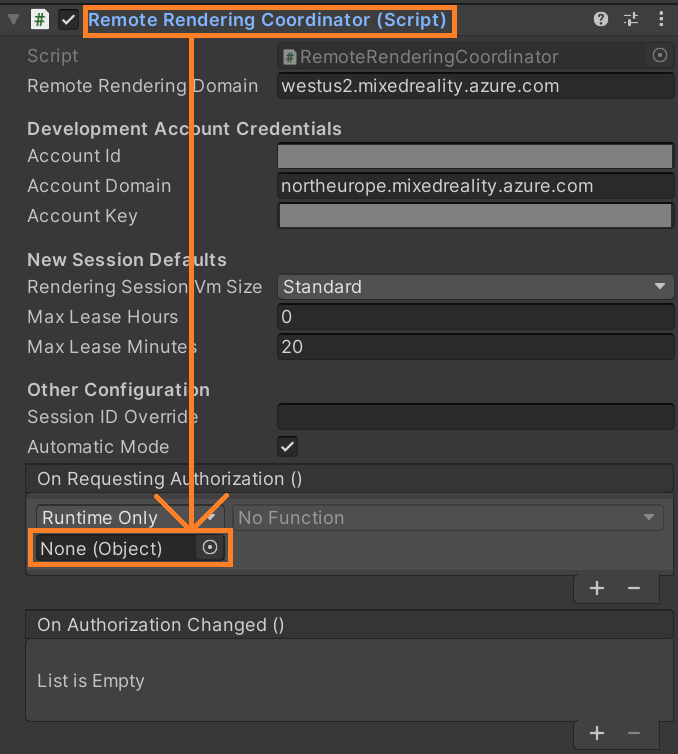 # Remote Rendering Coordinator (Script)
Script # RemoteRenderingCoordinator
Remote Rendering Domain westus2.mixedreality.azure.com
Development Account Credentials
Account Id
Account Domain northeurope.mixedreality.azure.com
Account Key
New Session Defaults
Rendering Session Vm Size Standard
Max Lease Hours 0
Max Lease Minutes 20
Other Configuration
Session ID Override
Automatic Mode
On Requesting Authorization ()
Runtime Only No Function
None (Object)
+ −
On Authorization Changed ()
List is Empty
+ −